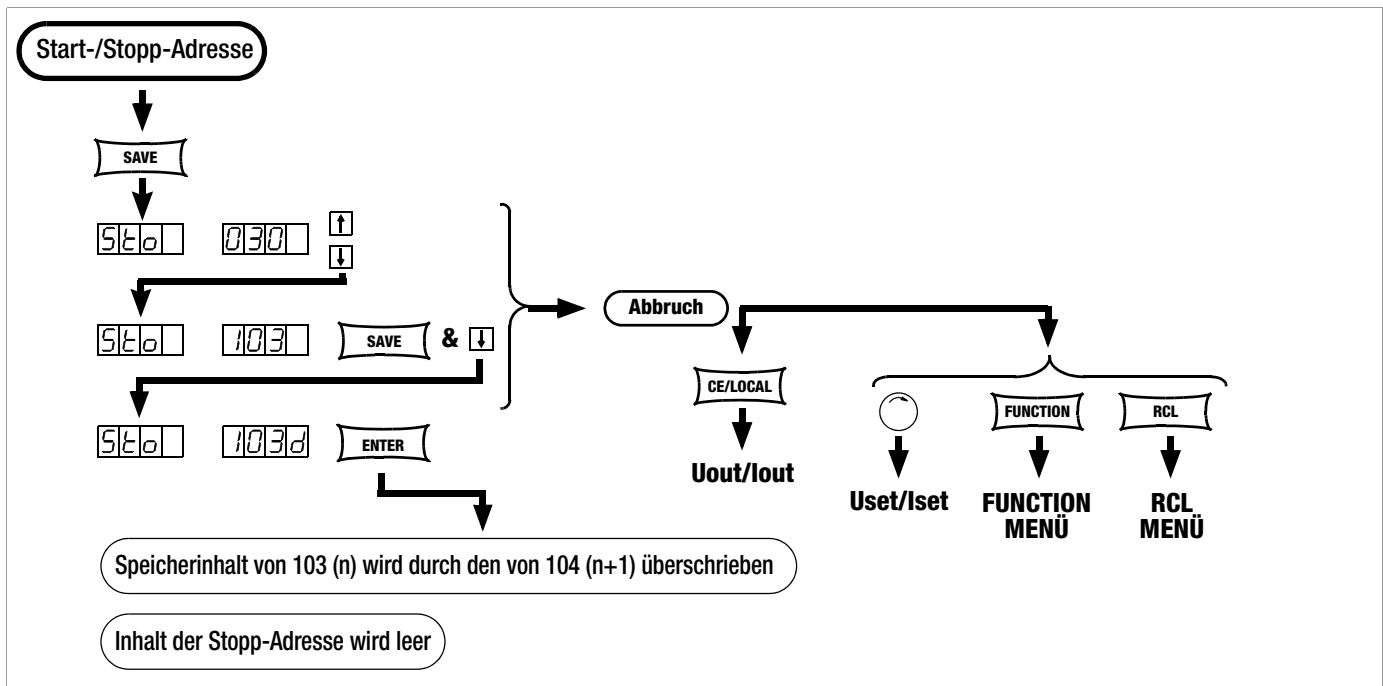 Start-/Stopp-Adresse
SAVE
Sto 030 ↑
↓
Sto 103 SAVE & ↓
Sto 103d ENTER
Abbruch
CE/LOCAL
FUNCTION
RCL
Uout/Iout
Uset/Iset
FUNCTION
MENÜ
RCL
MENÜ
Speicherinhalt von 103 (n) wird durch den von 104 (n+1) überschrieben
Inhalt der Stopp-Adresse wird leer